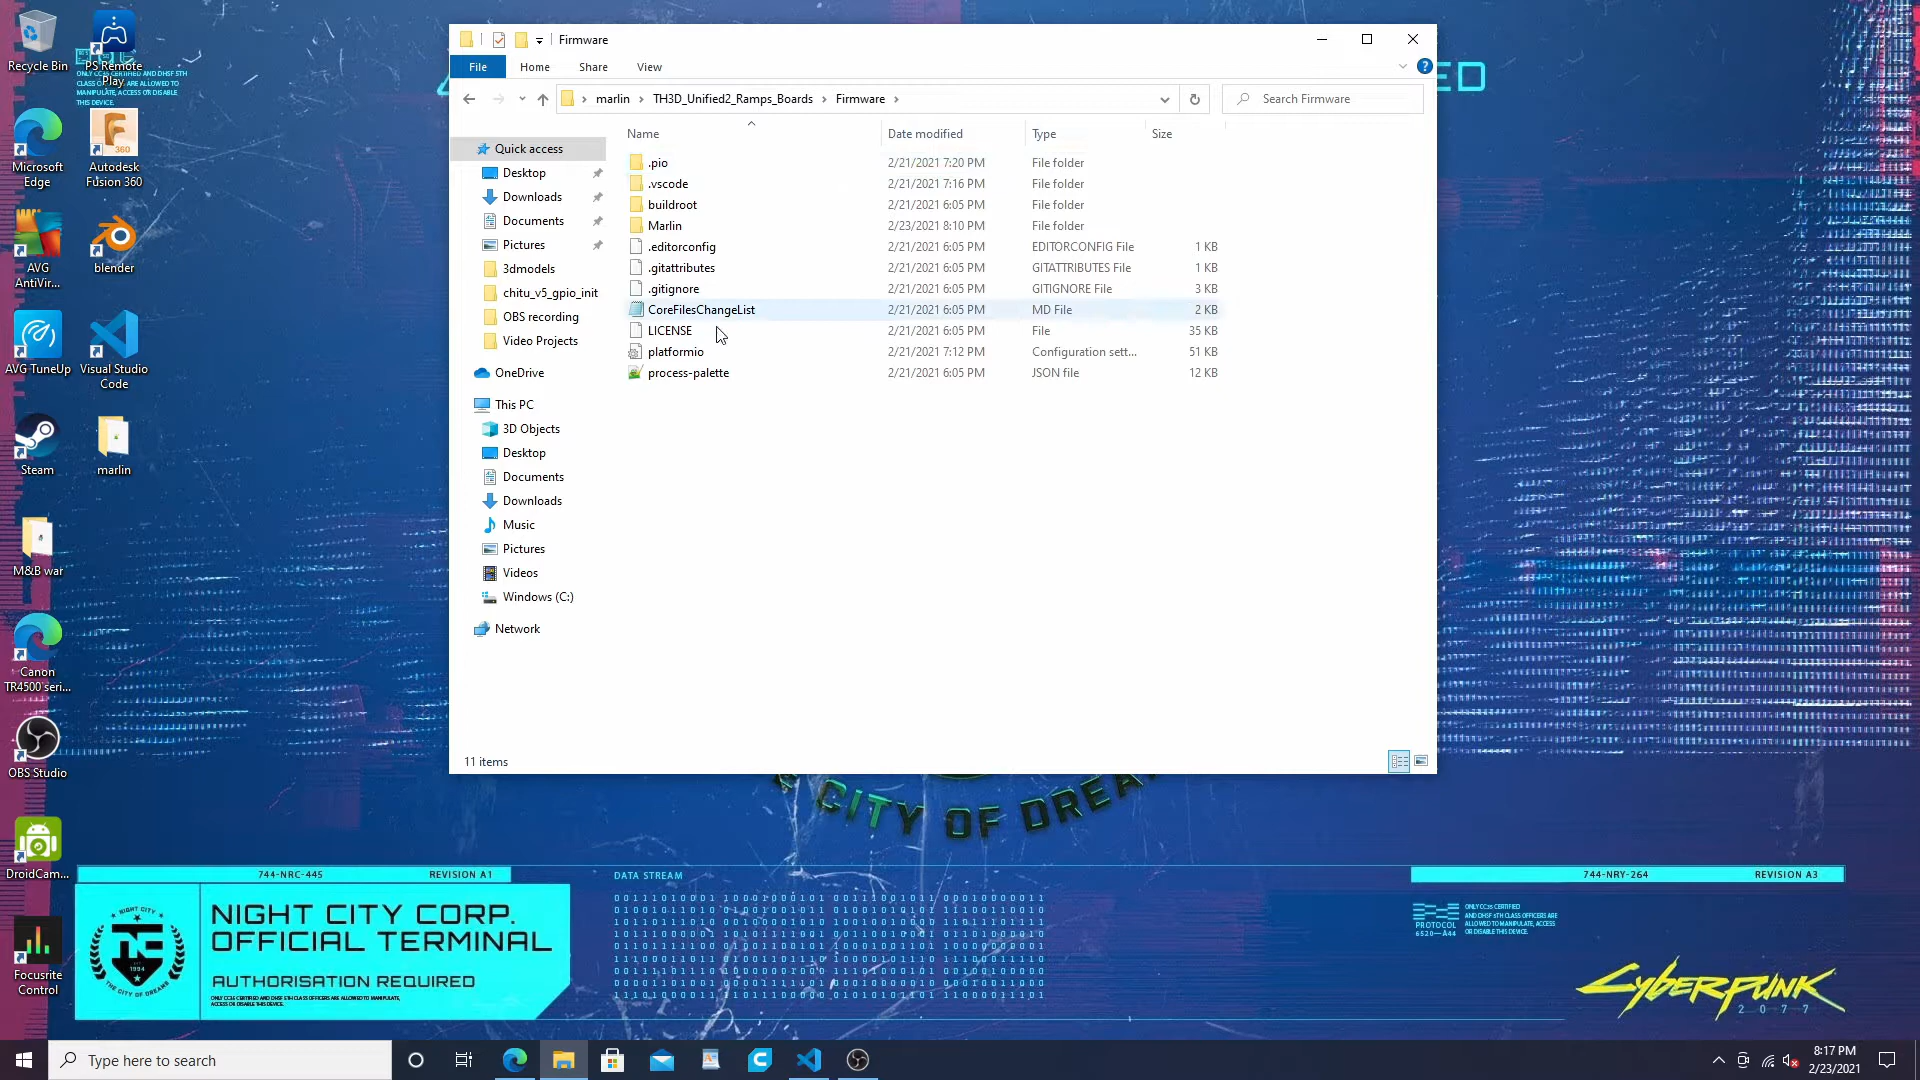 Firmware
File
Home
Share
View
marlin
TH3D_Unified2_Ramps_Boards
Firmware
Search Firmware
Name
Date modified
Type
Size
Quick access
Desktop
Downloads
Documents
Pictures
3dmodels
chitu_v5_gpio_init
OBS recording
Video Projects
OneDrive
This PC
3D Objects
Desktop
Documents
Downloads
Music
Pictures
Videos
Windows (C:)
Network
.pio 2/21/2021 7:20 PM File folder
.vscode 2/21/2021 7:16 PM File folder
buildroot 2/21/2021 6:05 PM File folder
Marlin 2/23/2021 8:10 PM File folder
.editorconfig 2/21/2021 6:05 PM EDITORCONFIG File 1 KB
.gitattributes 2/21/2021 6:05 PM GITATTRIBUTES File 1 KB
.gitignore 2/21/2021 6:05 PM GITIGNORE File 3 KB
CoreFilesChangeList 2/21/2021 6:05 PM MD File 2 KB
LICENSE 2/21/2021 6:05 PM File 35 KB
platformio 2/21/2021 7:12 PM Configuration sett... 51 KB
process-palette 2/21/2021 6:05 PM JSON file 12 KB
11 items
Recycle Bin
PS Remote
Play
Microsoft
Edge
Autodesk
Fusion 360
AVG
AntiVir...
blender
AVG TuneUp
Visual Studio
Code
Steam
marlin
M&B war
Canon
TR4500 seri...
OBS Studio
DroidCam...
Focusrite
Control
ED
CITY OF DREA
744-NRC-445
REVISION A1
NIGHT CITY CORP.
OFFICIAL TERMINAL
AUTHORISATION REQUIRED
DATA STREAM
744-NRY-264
REVISION A3
PROTOCOL
6520-A44
Cyberpunk
2077
Type here to search
8:17 PM
2/23/2021